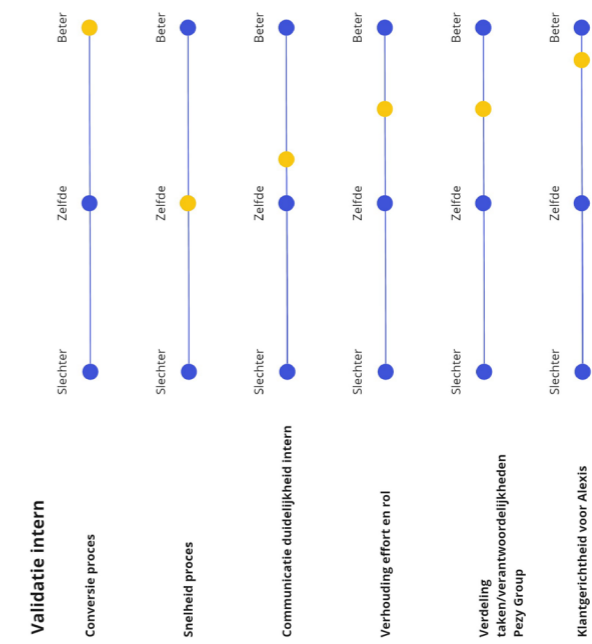 Validatie intern
Conversie proces
Slechter
Zelfde
Beter
Snelheid proces
Slechter
Zelfde
Beter
Communicatie duidelijkheid intern
Slechter
Zelfde
Beter
Verhouding effort en rol
Slechter
Zelfde
Beter
Verdeling
taken/verantwoordelijkheden
Pezy Group
Slechter
Zelfde
Beter
Klantgerichtheid voor Alexis
Slechter
Zelfde
Beter